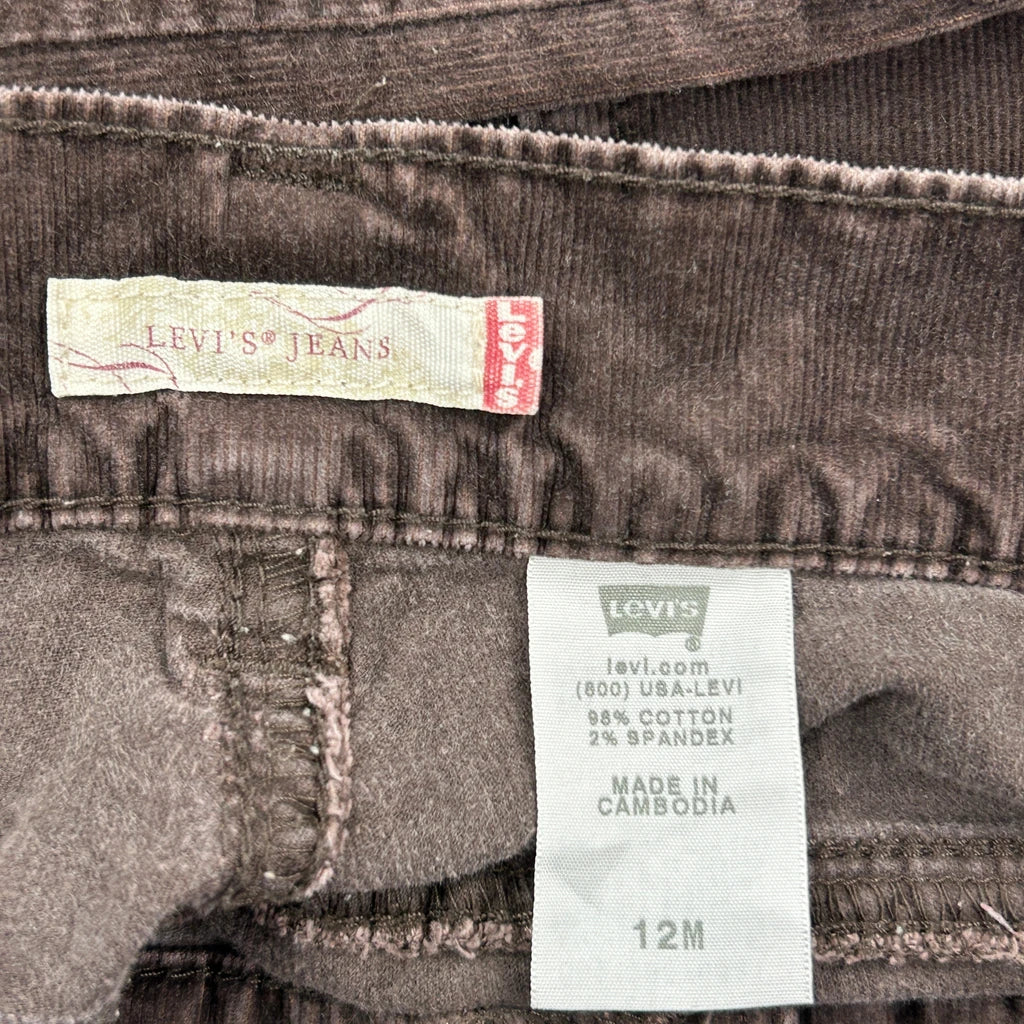 LEVI'S® JEANS
Levi's
LEVI'S
®
levi.com
(800) USA-LEVI
98% COTTON
2% SPANDEX
MADE IN
CAMBODIA
12M